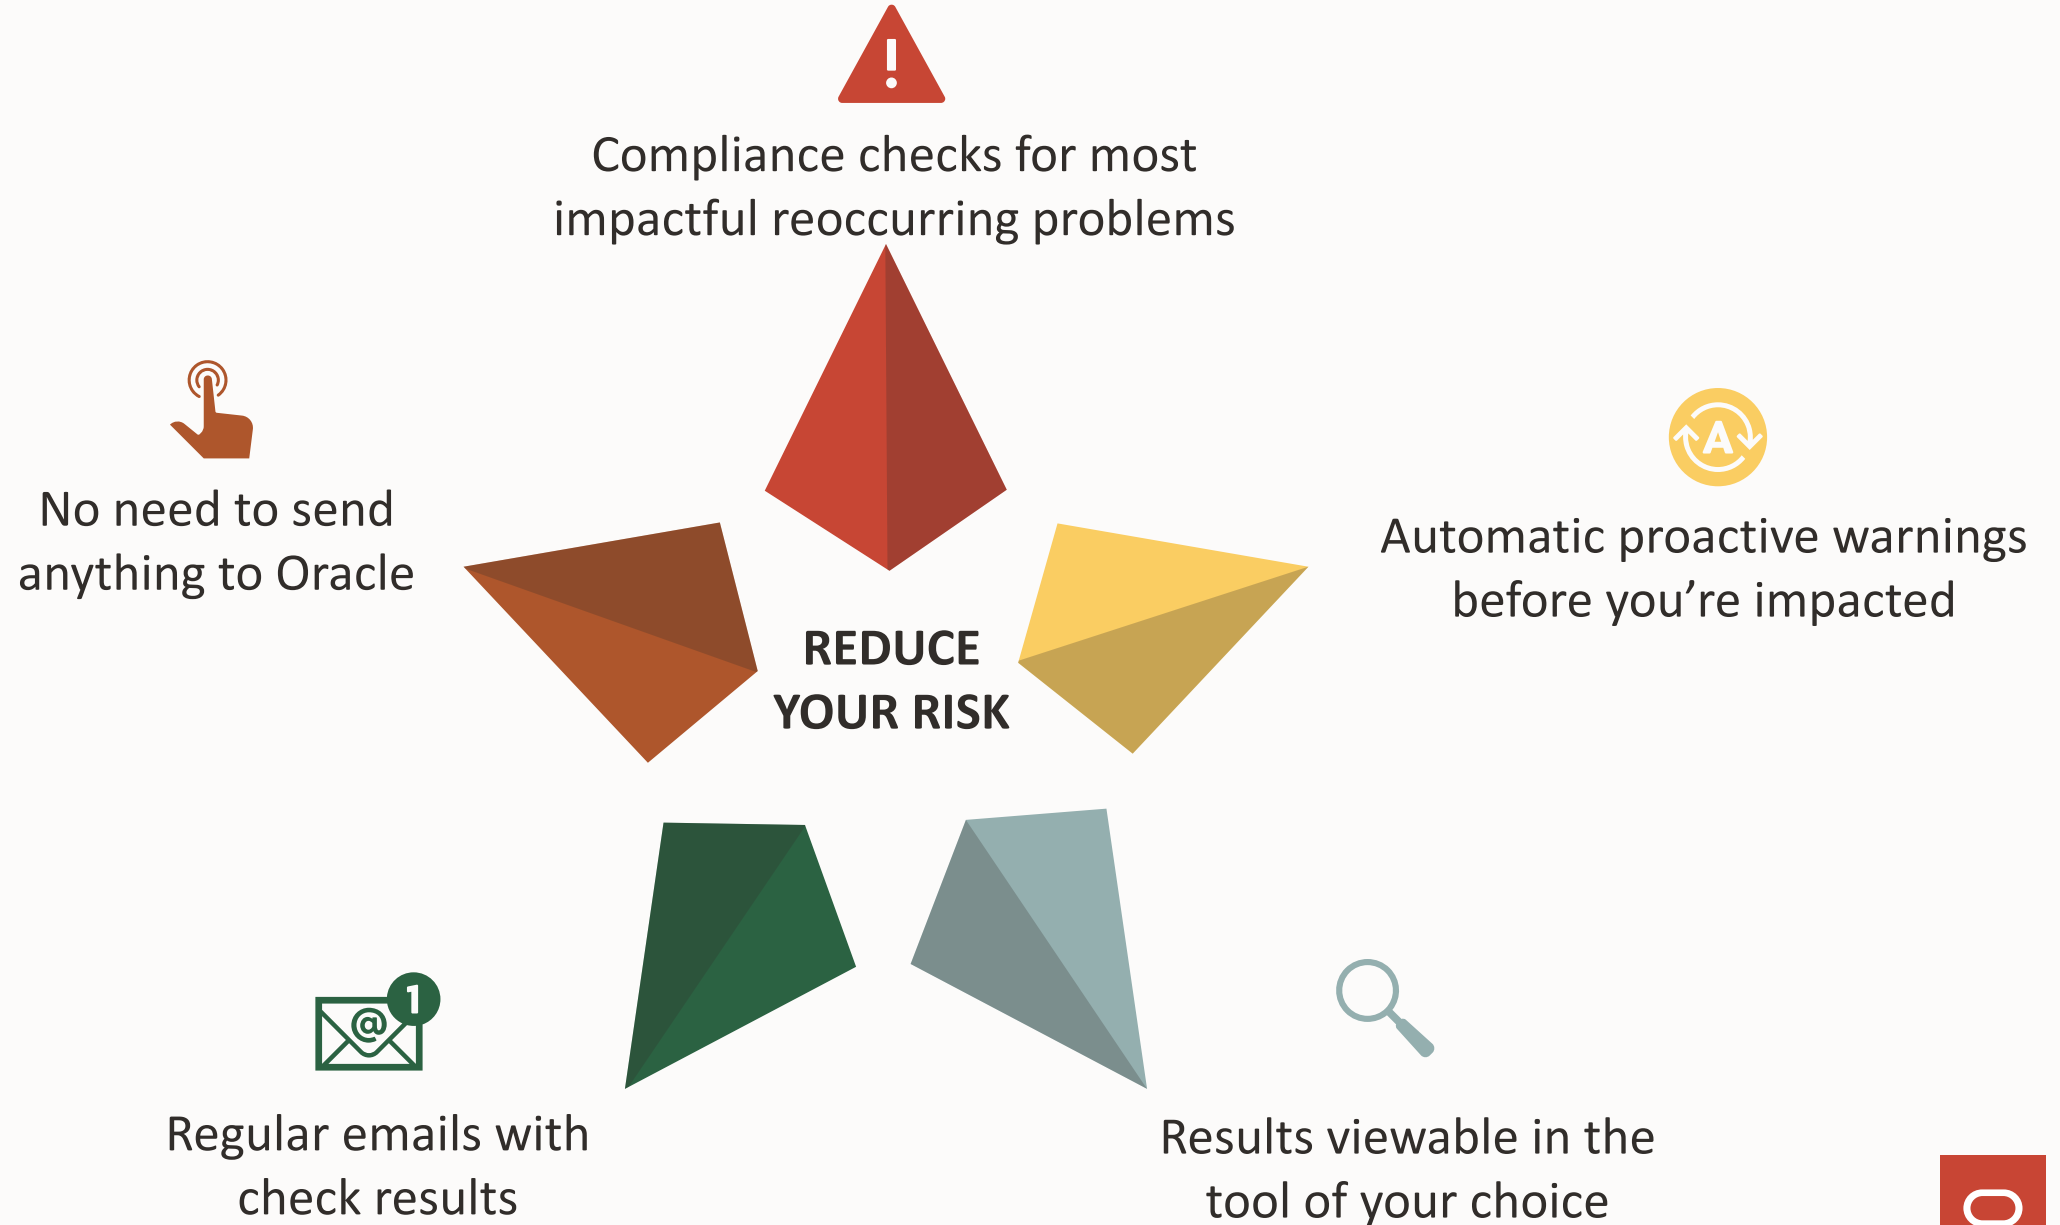 !
Compliance checks for most
impactful reoccurring problems
No need to send
anything to Oracle
A
Automatic proactive warnings
before you’re impacted
REDUCE
YOUR RISK
@ 1
Regular emails with
check results
Results viewable in the
tool of your choice